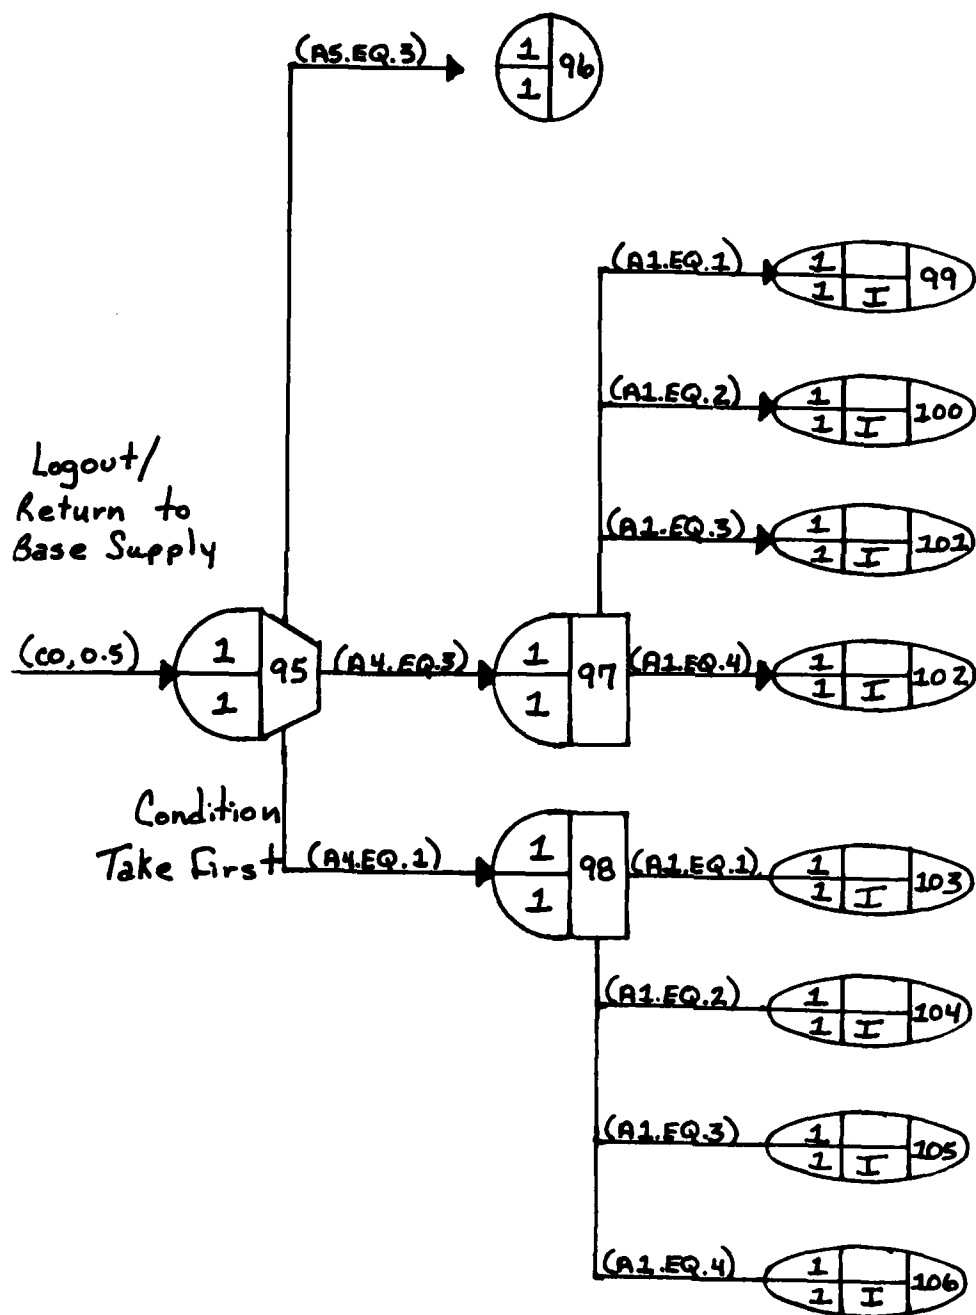 (A5.EQ.3)
1
1
96
(A1.EQ.1)
1
1
I
99
(A1.EQ.2)
1
1
I
100
Logout/
Return to
Base Supply
(A1.EQ.3)
1
1
I
101
(CO,0.5)
1
1
95
(A4.EQ.3)
1
1
97
(A1.EQ.4)
1
1
I
102
Condition
Take First
(A4.EQ.1)
1
1
98
(A1.EQ.1)
1
1
I
103
(A1.EQ.2)
1
1
I
104
(A1.EQ.3)
1
1
I
105
(A1.EQ.4)
1
1
I
106